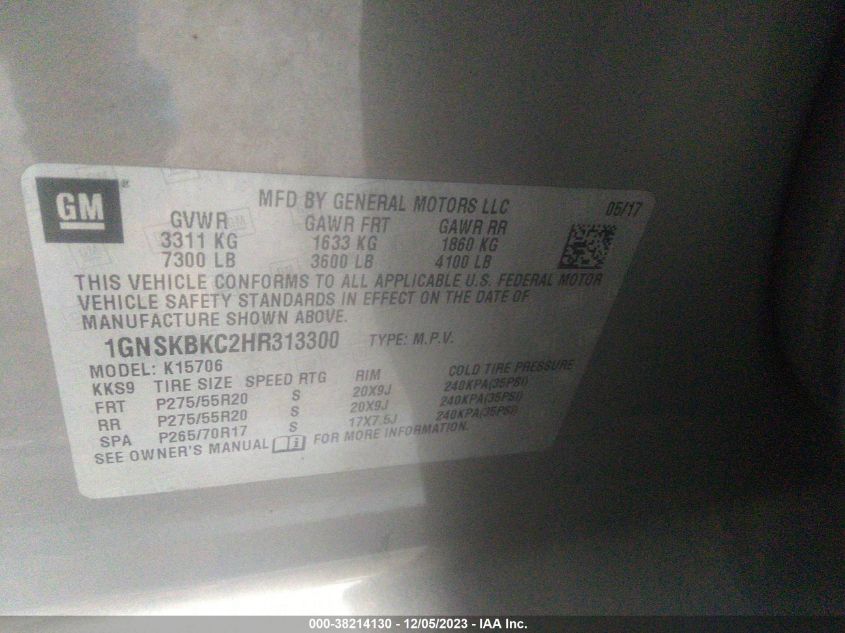 GM ®
MFD BY GENERAL MOTORS LLC 05/17
GVWR GAWR FRT GAWR RR
3311 KG 1633 KG 1860 KG
7300 LB 3600 LB 4100 LB
THIS VEHICLE CONFORMS TO ALL APPLICABLE U.S. FEDERAL MOTOR
VEHICLE SAFETY STANDARDS IN EFFECT ON THE DATE OF
MANUFACTURE SHOWN ABOVE.
1GNSKBKC2HR313300 TYPE: M.P.V.
MODEL: K15706
KKS9 TIRE SIZE SPEED RTG RIM COLD TIRE PRESSURE
FRT P275/55R20 S 20X9J 240KPA(35PSI)
RR P275/55R20 S 20X9J 240KPA(35PSI)
SPA P265/70R17 S 17X7.5J 240KPA(35PSI)
SEE OWNER'S MANUAL FOR MORE INFORMATION.
000-38214130 - 12/05/2023 - IAA Inc.